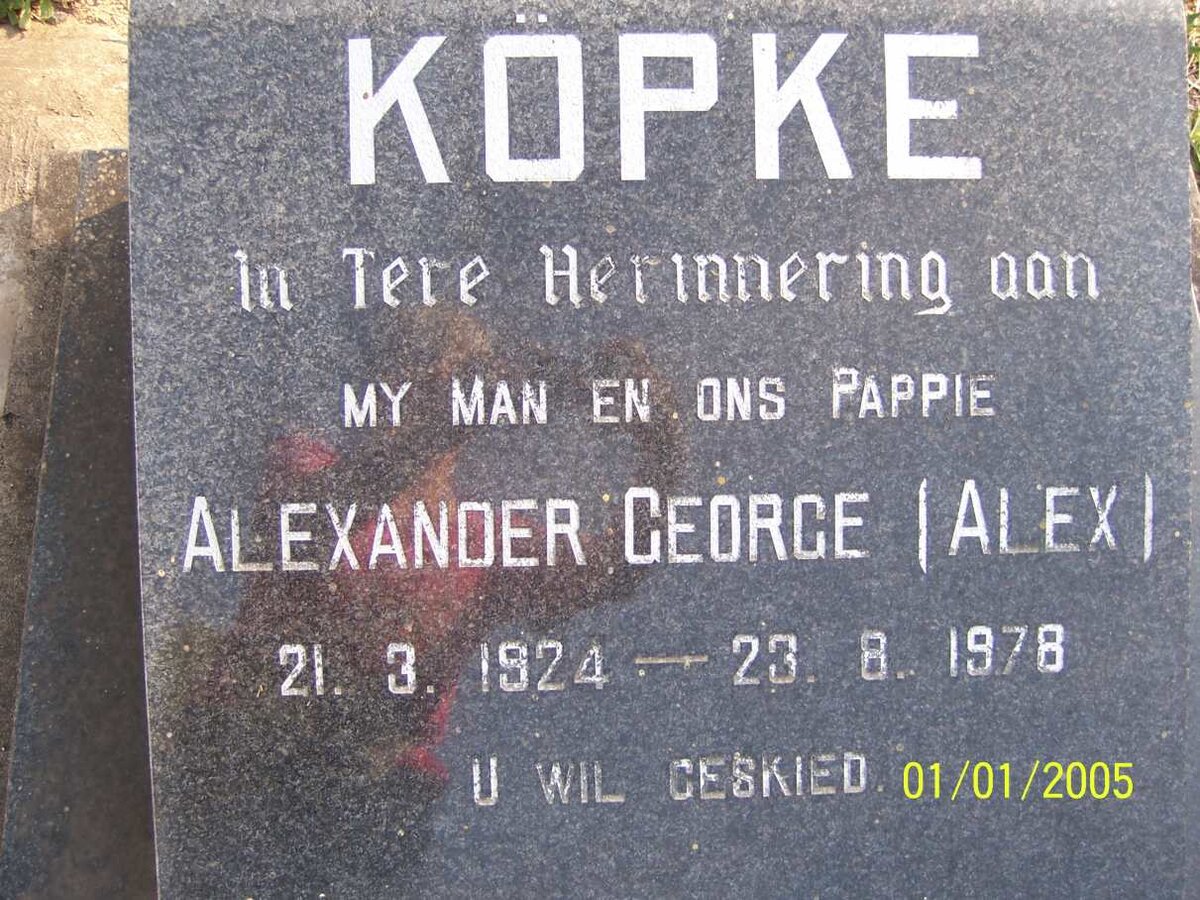 KÖPKE
In Tere Herinnering aan
MY MAN EN ONS PAPPIE
ALEXANDER GEORGE (ALEX)
21. 3. 1924 — 23. 8. 1978
U WIL GESKIED.
01/01/2005